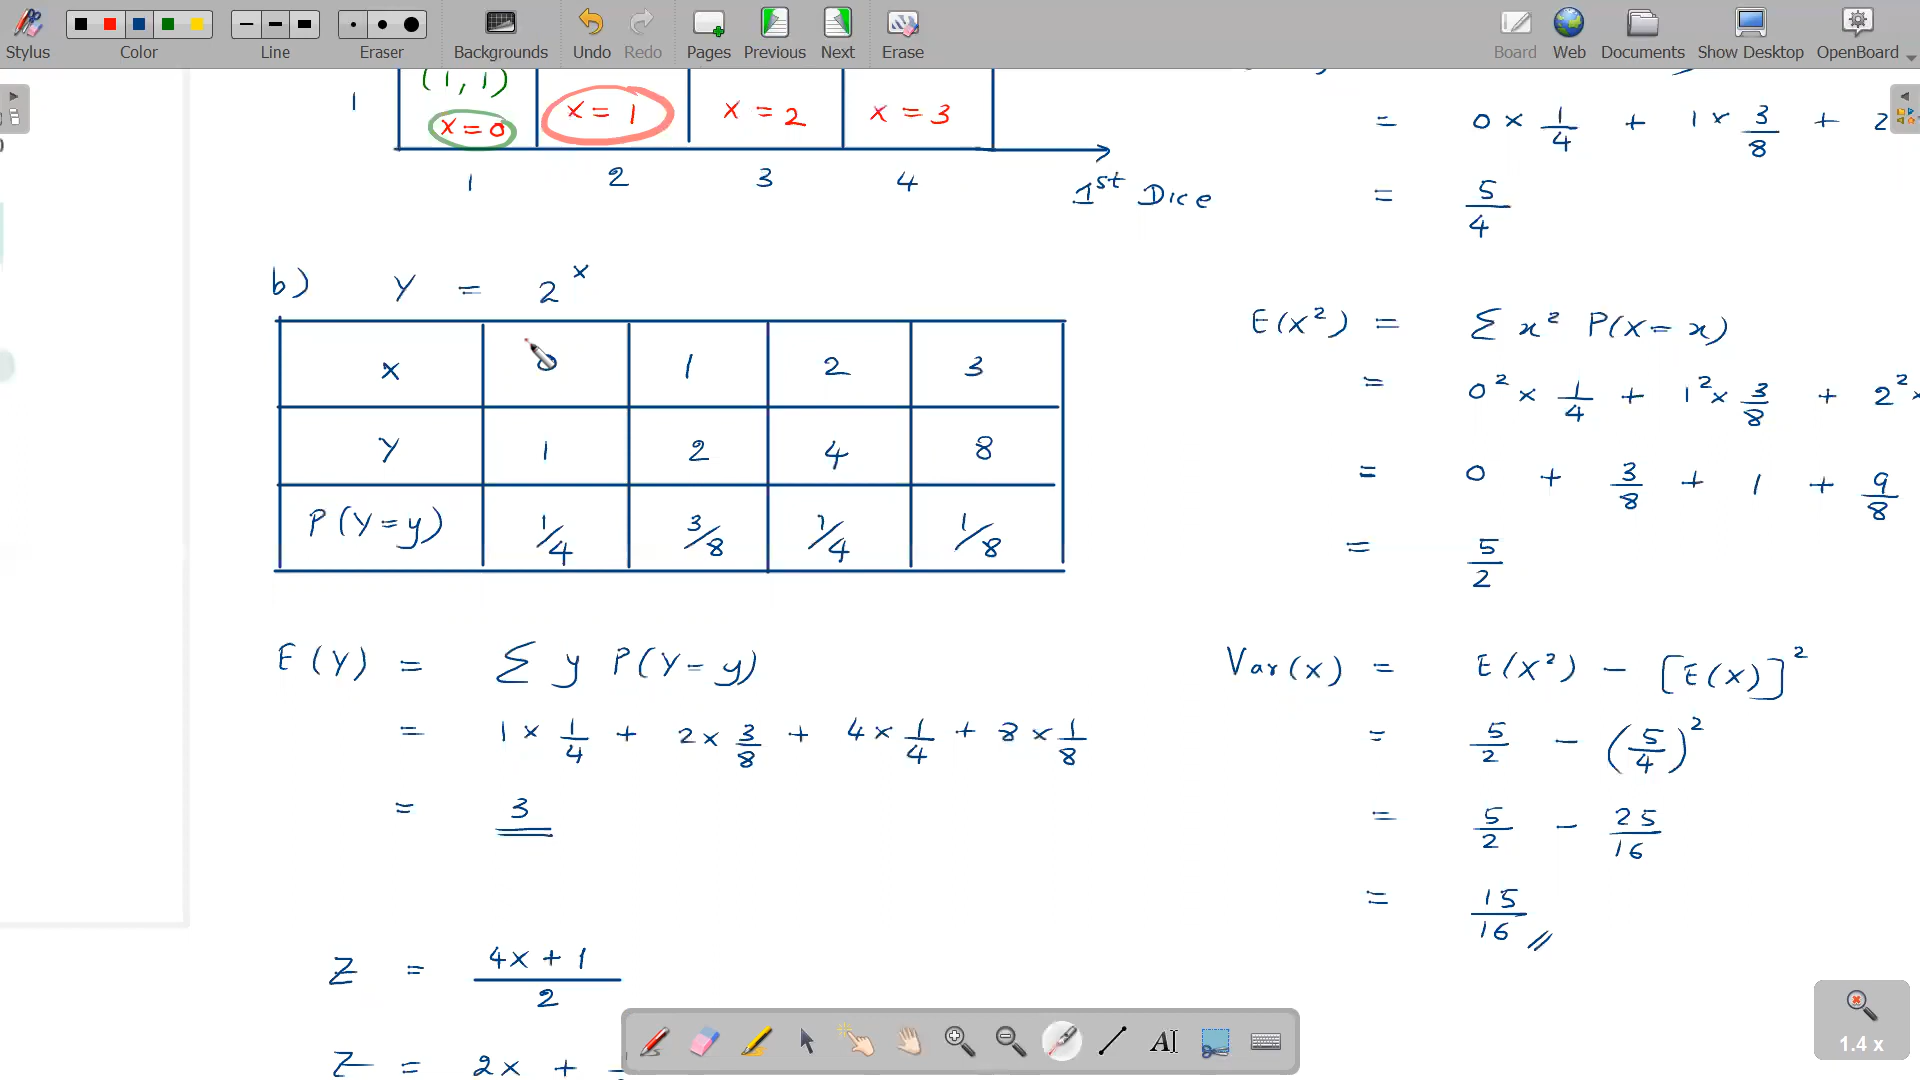 Stylus Color Line Eraser Backgrounds Undo Redo Pages Previous Next Erase Board Web Documents Show Desktop OpenBoard
(1, 1)
1 x = 0 x = 1 x = 2 x = 3
1 2 3 4
1st Dice
b) Y = 2^x
x 0 1 2 3
Y 1 2 4 8
P(Y=y) 1/4 3/8 1/4 1/8
E(Y) = Σ y P(Y=y)
= 1 × 1/4 + 2 × 3/8 + 4 × 1/4 + 8 × 1/8
= 3
Z = (4x + 1)/2
Z = 2x +
= 0 × 1/4 + 1 × 3/8 + 2
= 5/4
E(X²) = Σ x² P(X = x)
= 0² × 1/4 + 1² × 3/8 + 2² ×
= 0 + 3/8 + 1 + 9/8
= 5/2
Var(x) = E(X²) − [E(x)]²
= 5/2 − (5/4)²
= 5/2 − 25/16
= 15/16 //
1.4 x